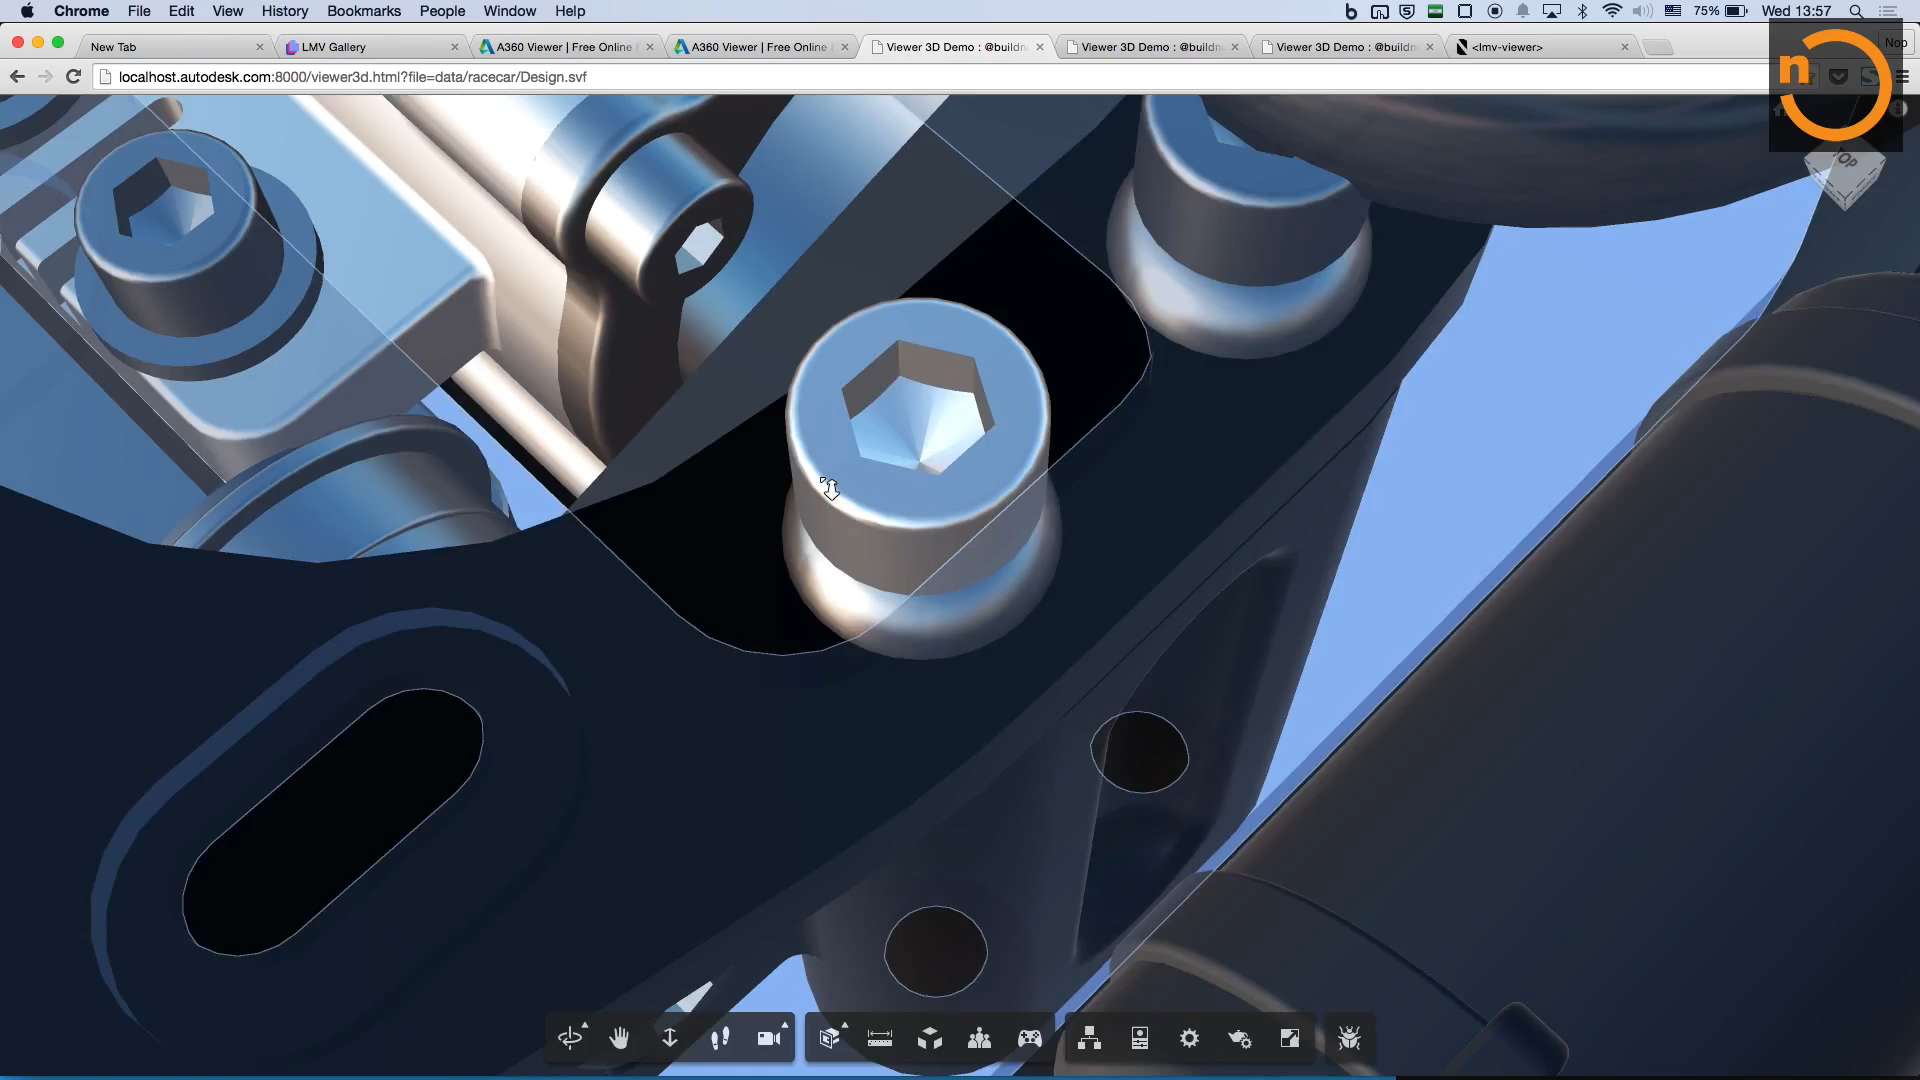 Chrome File Edit View History Bookmarks People Window Help 75% Wed 13:57
New Tab LMV Gallery A360 Viewer | Free Online A360 Viewer | Free Online Viewer 3D Demo : @buildn Viewer 3D Demo : @buildn Viewer 3D Demo : @buildn <lmv-viewer> Nop
localhost.autodesk.com:8000/viewer3d.html?file=data/racecar/Design.svf
n
TOP